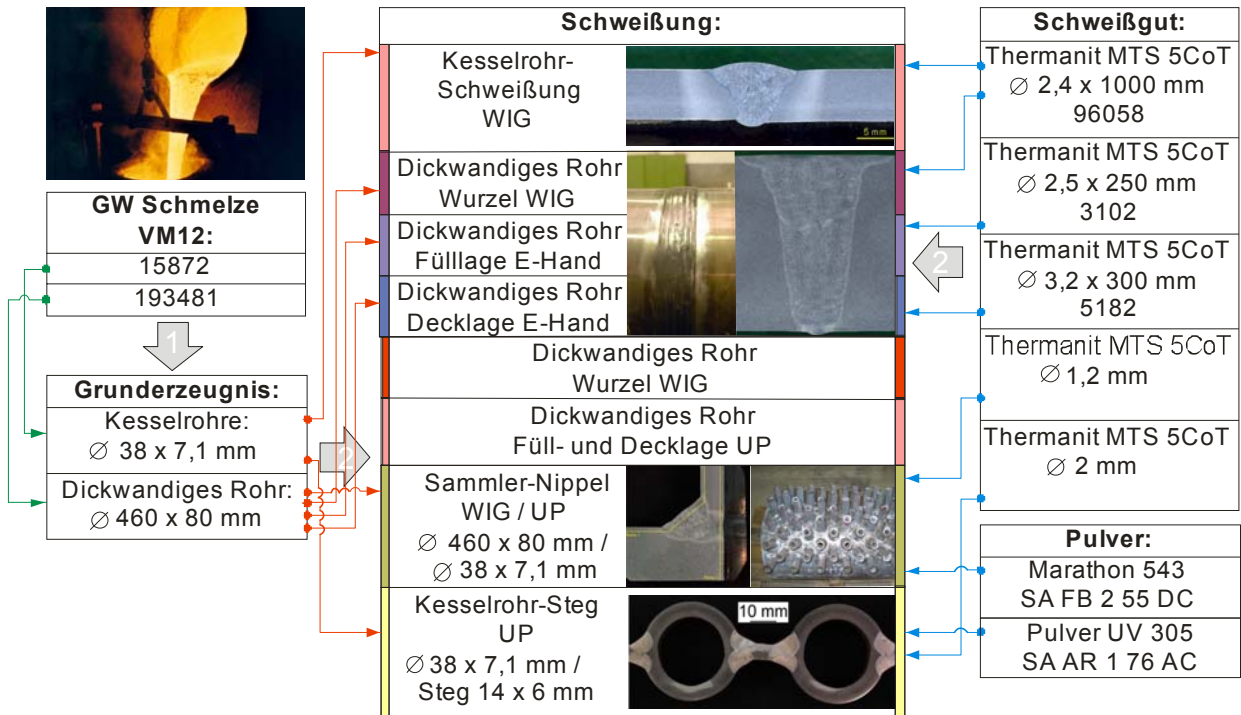 GW Schmelze
VM12:
15872
193481
1
Grunderzeugnis:
Kesselrohre:
∅ 38 x 7,1 mm
Dickwandiges Rohr:
∅ 460 x 80 mm
2
Schweißung:
Kesselrohr-
Schweißung
WIG
5 mm
Dickwandiges Rohr
Wurzel WIG
Dickwandiges Rohr
Fülllage E-Hand
Dickwandiges Rohr
Decklage E-Hand
Dickwandiges Rohr
Wurzel WIG
Dickwandiges Rohr
Füll- und Decklage UP
Sammler-Nippel
WIG / UP
∅ 460 x 80 mm /
∅ 38 x 7,1 mm
Kesselrohr-Steg
UP
∅ 38 x 7,1 mm /
Steg 14 x 6 mm
10 mm
2
Schweißgut:
Thermanit MTS 5CoT
∅ 2,4 x 1000 mm
96058
Thermanit MTS 5CoT
∅ 2,5 x 250 mm
3102
Thermanit MTS 5CoT
∅ 3,2 x 300 mm
5182
Thermanit MTS 5CoT
∅ 1,2 mm
Thermanit MTS 5CoT
∅ 2 mm
Pulver:
Marathon 543
SA FB 2 55 DC
Pulver UV 305
SA AR 1 76 AC